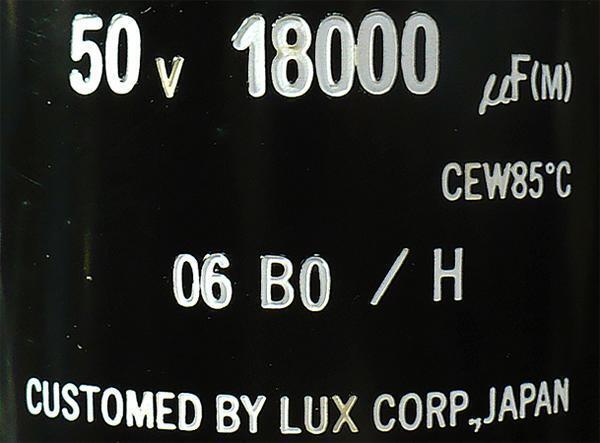 50 V 18000 μF(M)
CEW85°C
06 B0 / H
CUSTOMED BY LUX CORP., JAPAN